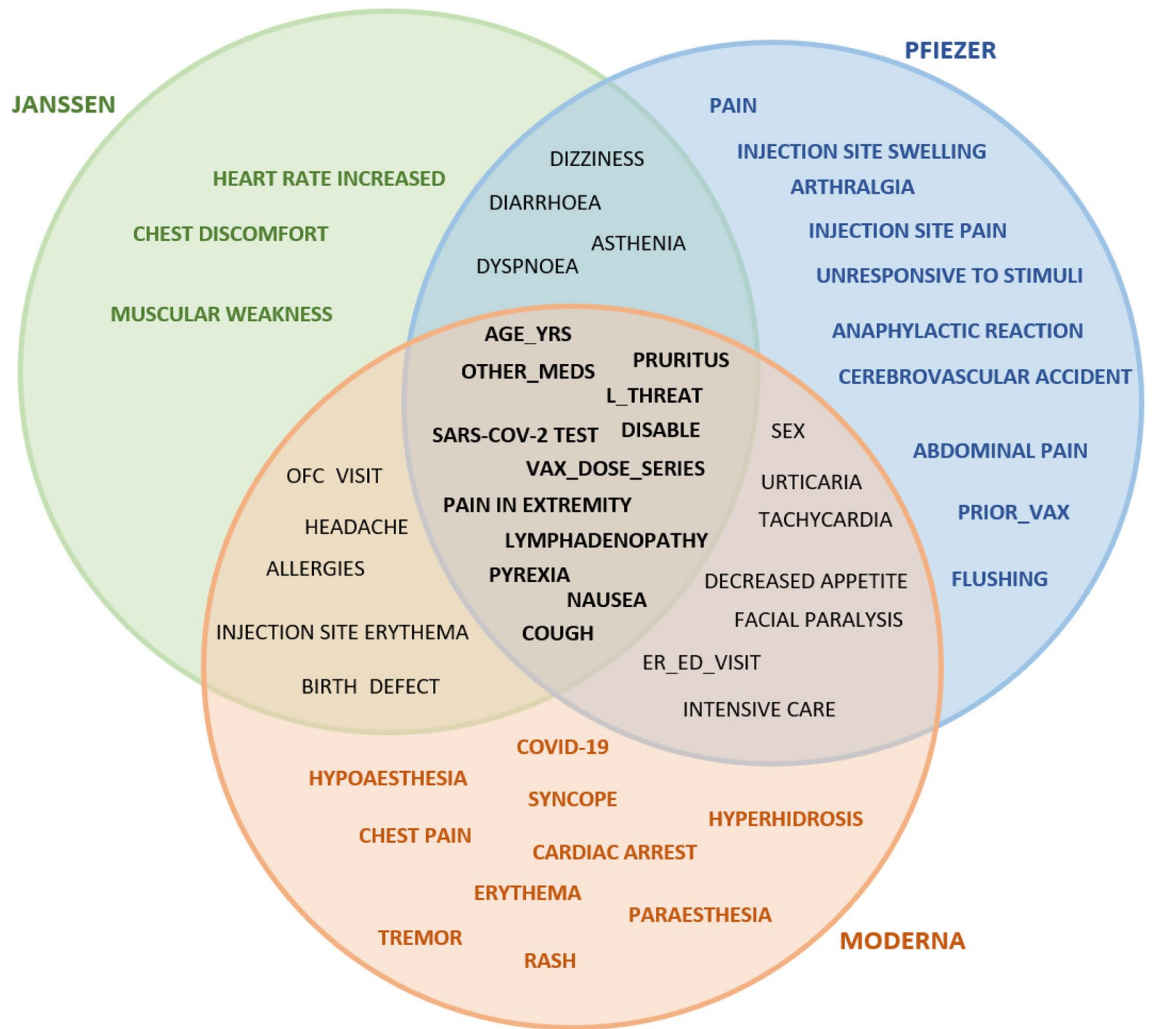 PFIEZER
JANSSEN
PAIN
INJECTION SITE SWELLING
DIZZINESS
HEART RATE INCREASED
ARTHRALGIA
DIARRHOEA
INJECTION SITE PAIN
CHEST DISCOMFORT
ASTHENIA
DYSPNOEA
UNRESPONSIVE TO STIMULI
MUSCULAR WEAKNESS
ANAPHYLACTIC REACTION
AGE_YRS
PRURITUS
OTHER_MEDS
CEREBROVASCULAR ACCIDENT
L_THREAT
DISABLE
SEX
SARS-COV-2 TEST
ABDOMINAL PAIN
VAX_DOSE_SERIES
OFC VISIT
URTICARIA
PAIN IN EXTREMITY
PRIOR_VAX
TACHYCARDIA
HEADACHE
LYMPHADENOPATHY
ALLERGIES
PYREXIA
FLUSHING
DECREASED APPETITE
NAUSEA
FACIAL PARALYSIS
INJECTION SITE ERYTHEMA
COUGH
ER_ED_VISIT
BIRTH DEFECT
INTENSIVE CARE
COVID-19
HYPOAESTHESIA
SYNCOPE
HYPERHIDROSIS
CHEST PAIN
CARDIAC ARREST
ERYTHEMA
PARAESTHESIA
TREMOR
MODERNA
RASH